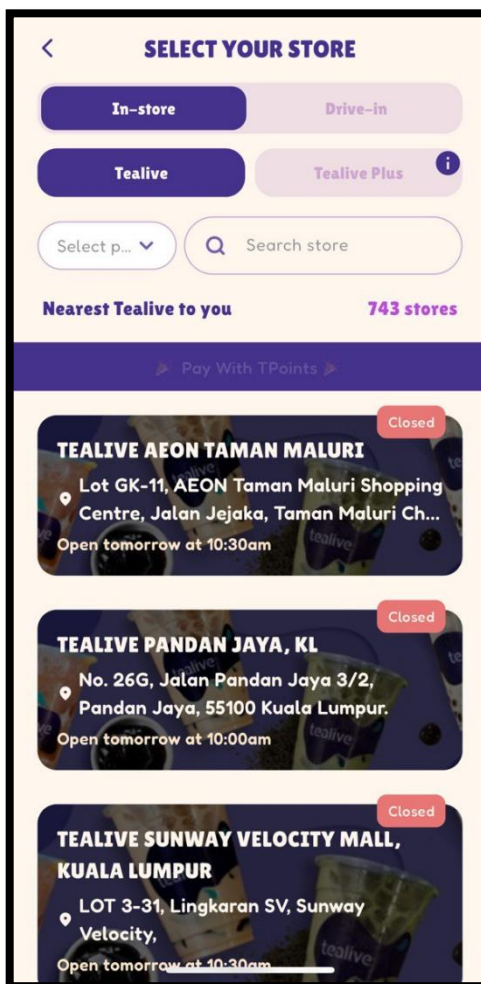 SELECT YOUR STORE
In-store
Drive-in
Tealive
Tealive Plus
i
Select p...
Search store
Nearest Tealive to you
743 stores
🎉 Pay With TPoints 🎉
Closed
TEALIVE AEON TAMAN MALURI
Lot GK-11, AEON Taman Maluri Shopping
Centre, Jalan Jejaka, Taman Maluri Ch...
Open tomorrow at 10:30am
Closed
TEALIVE PANDAN JAYA, KL
No. 26G, Jalan Pandan Jaya 3/2,
Pandan Jaya, 55100 Kuala Lumpur.
Open tomorrow at 10:00am
Closed
TEALIVE SUNWAY VELOCITY MALL,
KUALA LUMPUR
LOT 3-31, Lingkaran SV, Sunway
Velocity,
Open tomorrow at 10:30am